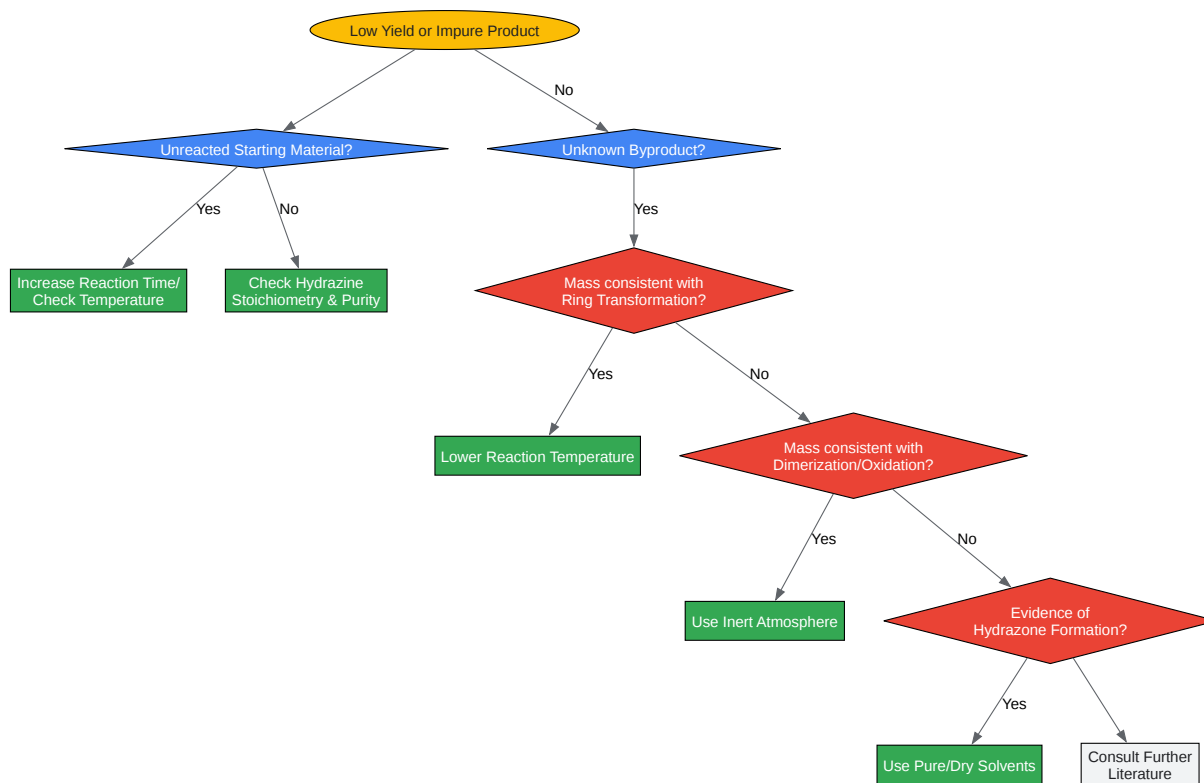 Low Yield or Impure Product
No
Unreacted Starting Material?
Unknown Byproduct?
Yes
No
Yes
Increase Reaction Time/
Check Temperature
Check Hydrazine
Stoichiometry & Purity
Mass consistent with
Ring Transformation?
Yes
No
Lower Reaction Temperature
Mass consistent with
Dimerization/Oxidation?
Yes
No
Use Inert Atmosphere
Evidence of
Hydrazone Formation?
Yes
Use Pure/Dry Solvents
Consult Further
Literature